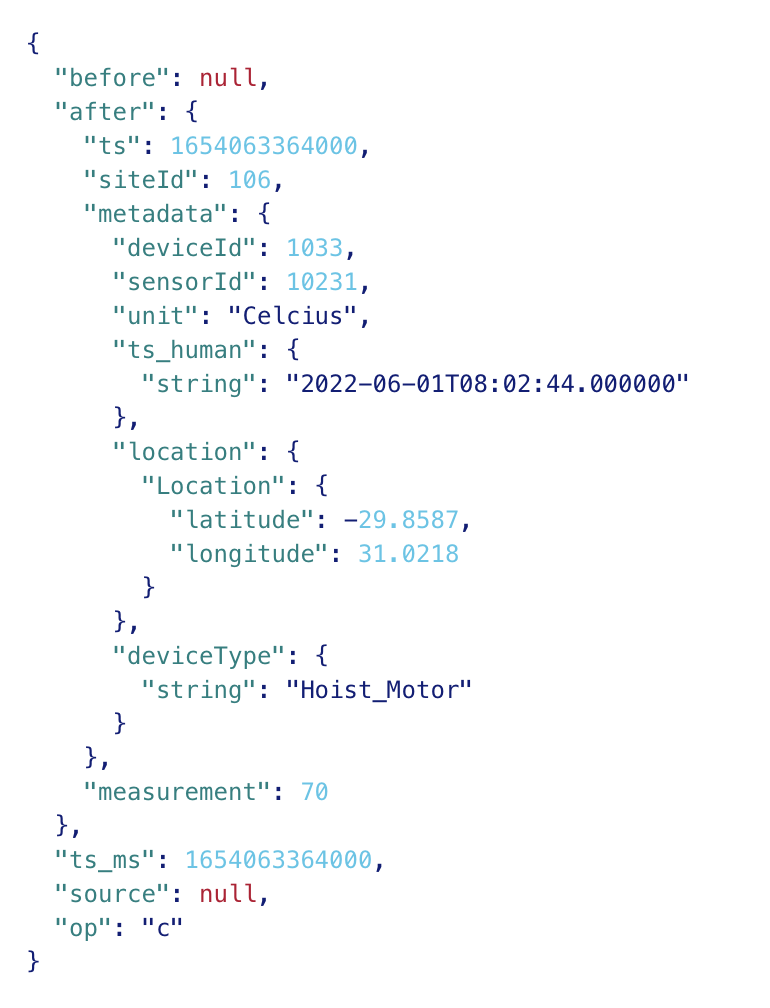 {
  "before": null,
  "after": {
    "ts": 1654063364000,
    "siteId": 106,
    "metadata": {
      "deviceId": 1033,
      "sensorId": 10231,
      "unit": "Celcius",
      "ts_human": {
        "string": "2022-06-01T08:02:44.000000"
      },
      "location": {
        "Location": {
          "latitude": -29.8587,
          "longitude": 31.0218
        }
      },
      "deviceType": {
        "string": "Hoist_Motor"
      }
    },
    "measurement": 70
  },
  "ts_ms": 1654063364000,
  "source": null,
  "op": "c"
}